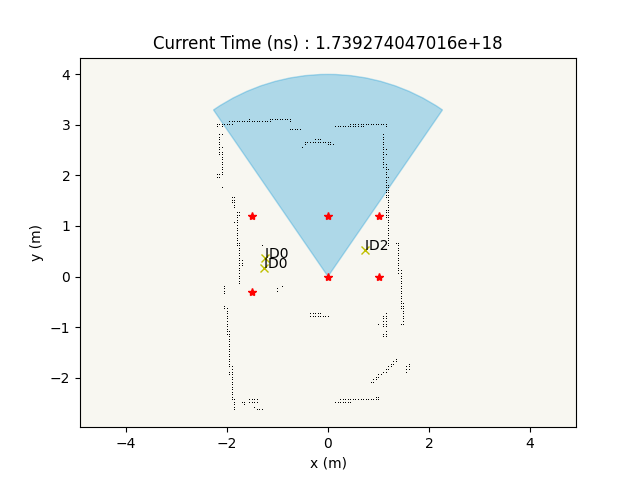 Current Time (ns) : 1.739274047016e+18
4
3
2
1
0
−1
−2
y (m)
ID0
ID0
ID2
−4 −2 0 2 4
x (m)